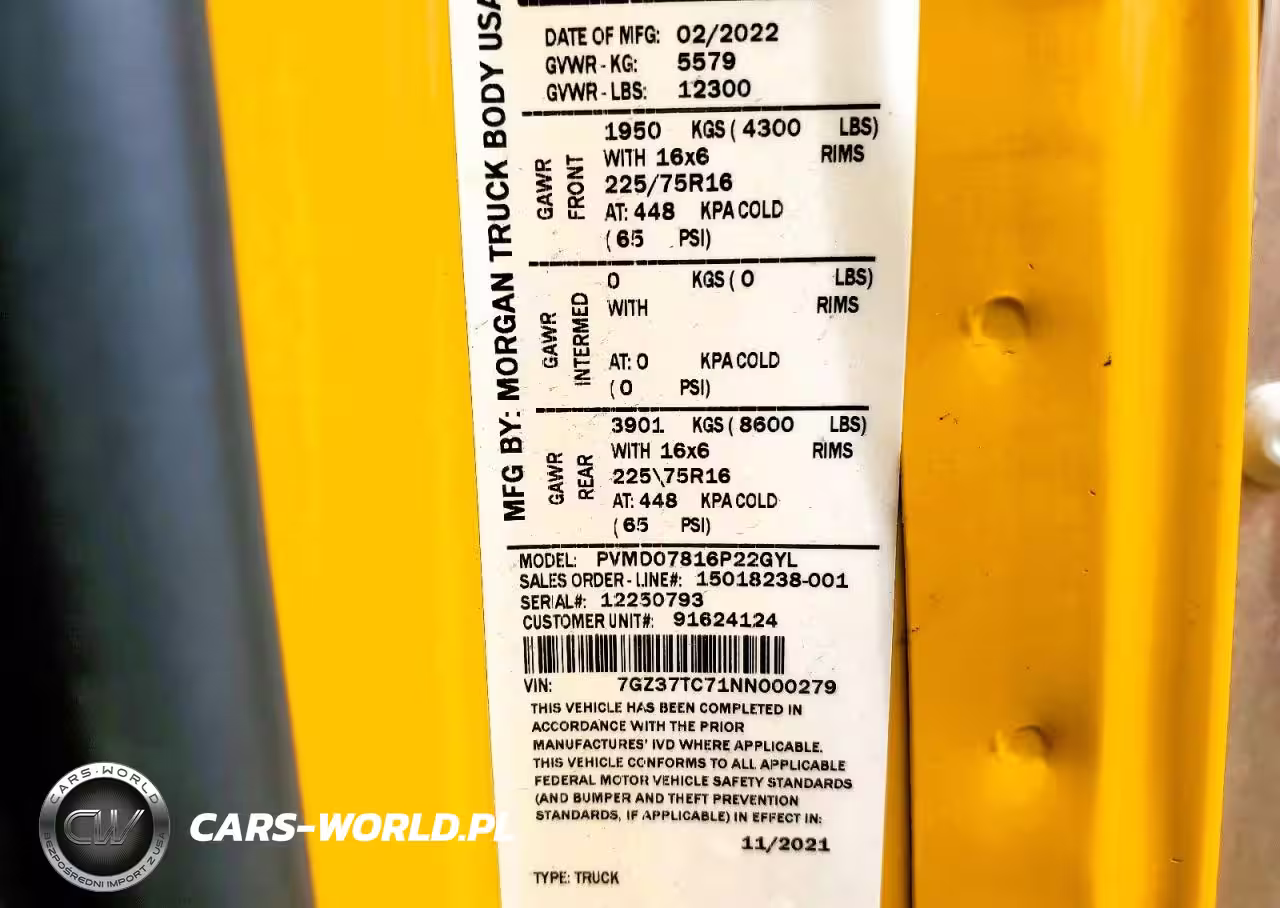 MFG BY: MORGAN TRUCK BODY USA
DATE OF MFG: 02/2022
GVWR - KG: 5579
GVWR - LBS: 12300
GAWR FRONT
1950 KGS ( 4300 LBS)
WITH 16x6 RIMS
225/75R16
AT: 448 KPA COLD
( 65 PSI)
GAWR INTERMED
0 KGS ( 0 LBS)
WITH RIMS
AT: 0 KPA COLD
( 0 PSI)
GAWR REAR
3901 KGS ( 8600 LBS)
WITH 16x6 RIMS
225\75R16
AT: 448 KPA COLD
( 65 PSI)
MODEL: PVMD07816P22GYL
SALES ORDER - LINE#: 15018238-001
SERIAL#: 12250793
CUSTOMER UNIT#: 91624124
VIN: 7GZ37TC71NN000279
THIS VEHICLE HAS BEEN COMPLETED IN
ACCORDANCE WITH THE PRIOR
MANUFACTURES' IVD WHERE APPLICABLE.
THIS VEHICLE CONFORMS TO ALL APPLICABLE
FEDERAL MOTOR VEHICLE SAFETY STANDARDS
(AND BUMPER AND THEFT PREVENTION
STANDARDS, IF APPLICABLE) IN EFFECT IN:
11/2021
TYPE: TRUCK
CARS-WORLD
CW
BEZPOŚREDNI IMPORT Z USA
CARS-WORLD.PL